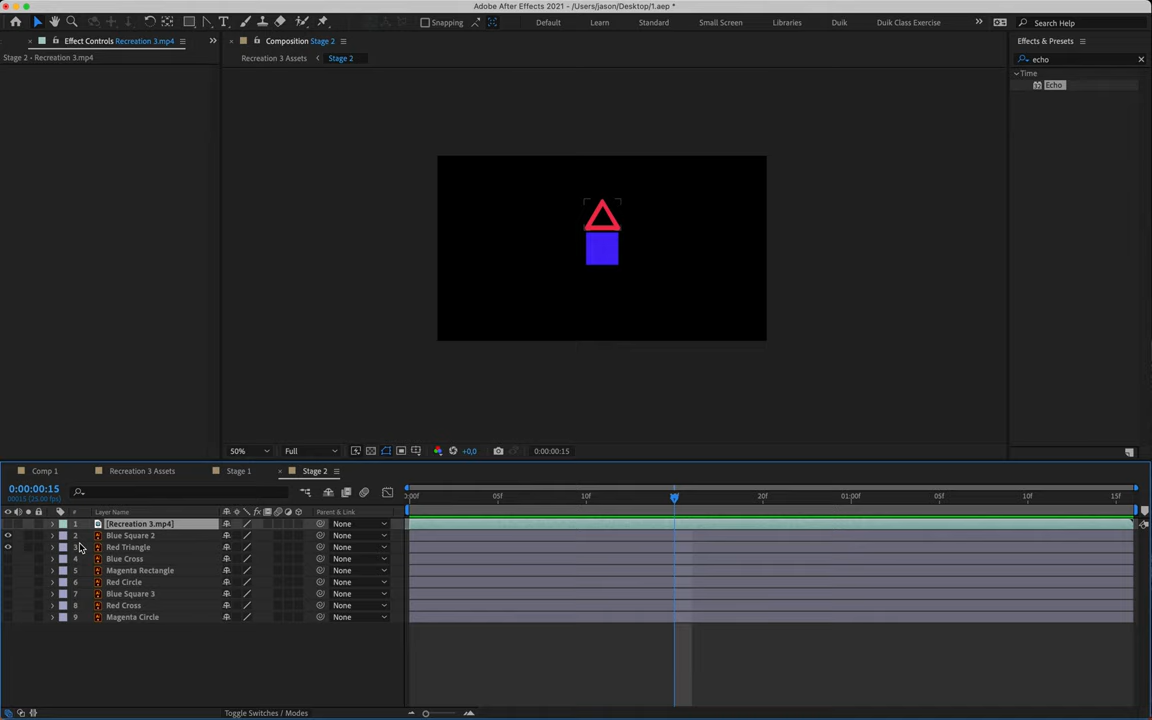 Adobe After Effects 2021 - /Users/jason/Desktop/1.aep *
Snapping
Default
Learn
Standard
Small Screen
Libraries
Duik
Duik Class Exercise
Search Help
Effect Controls Recreation 3.mp4
Composition Stage 2
Effects & Presets
Stage 2 • Recreation 3.mp4
Recreation 3 Assets
Stage 2
echo
Time
Echo
50%
Full
+0,0
0:00:00:15
Comp 1
Recreation 3 Assets
Stage 1
Stage 2
0:00:00:15
00015 (25.00 fps)
:00f
05f
10f
20f
01:00f
05f
10f
15f
#
Layer Name
Parent & Link
1
[Recreation 3.mp4]
None
2
Blue Square 2
None
3
Red Triangle
None
4
Blue Cross
None
5
Magenta Rectangle
None
6
Red Circle
None
7
Blue Square 3
None
8
Red Cross
None
9
Magenta Circle
None
Toggle Switches / Modes